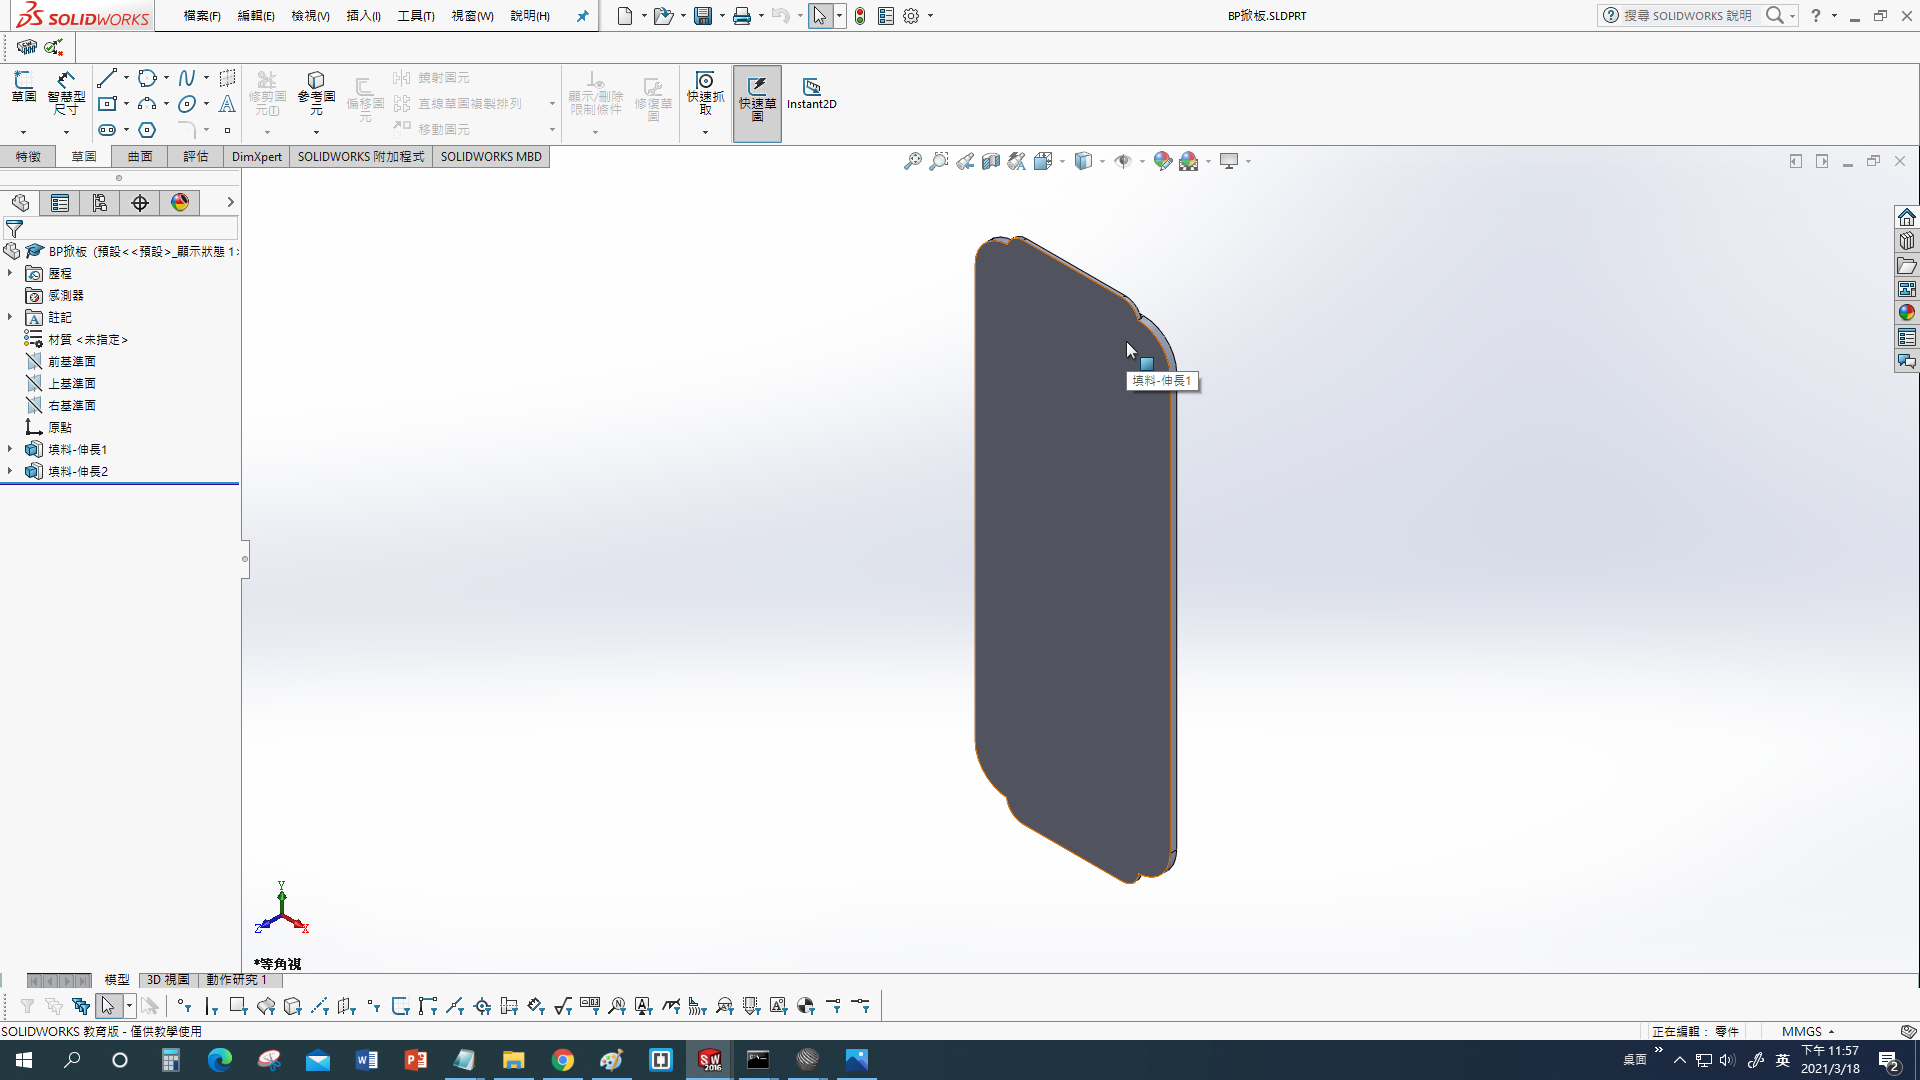 SOLIDWORKS 檔案(F) 編輯(E) 檢視(V) 插入(I) 工具(T) 視窗(W) 說明(H) BP掀板.SLDPRT 搜尋 SOLIDWORKS 說明 ?
草圖 智慧型尺寸 修剪圖元(T) 參考圖元 偏移圖元 鏡射圖元 顯示/刪除限制條件 修復草圖 快速抓取 快速草圖 Instant2D
直線草圖複製排列
移動圖元
特徵 草圖 曲面 評估 DimXpert SOLIDWORKS 附加程式 SOLIDWORKS MBD
BP掀板 (預設<<預設>_顯示狀態 1>
歷程
感測器
註記
材質 <未指定>
前基準面
上基準面
右基準面
原點
填料-伸長1
填料-伸長2
填料-伸長1
Y
Z X
*等角視
模型 3D 視圖 動作研究 1
SOLIDWORKS 教育版 - 僅供教學使用 正在編輯： 零件 MMGS
桌面 英 下午 11:57
2021/3/18
2
SW
2016